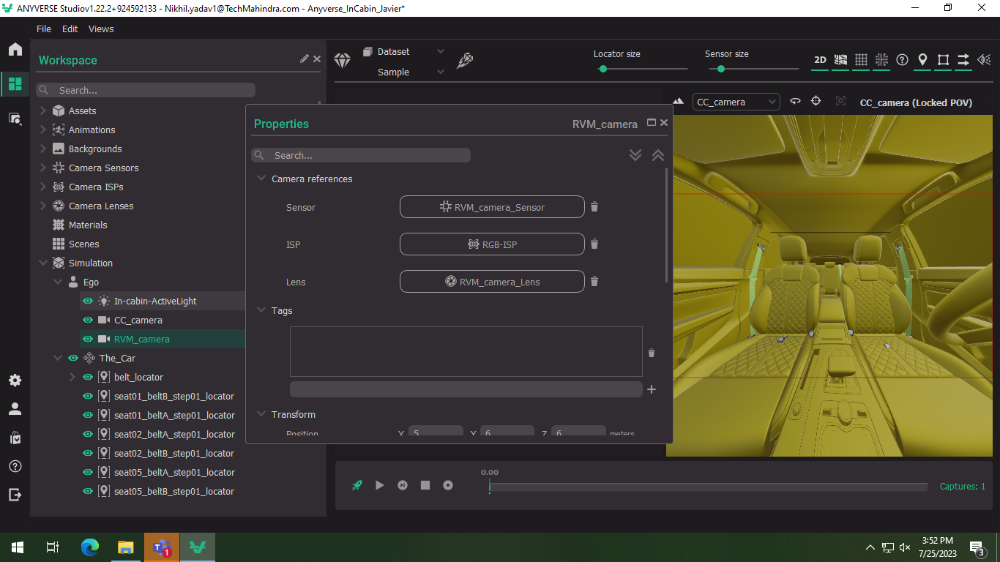 ANYVERSE Studiov1.22.2+924592133 - Nikhil.yadav1@TechMahindra.com - Anyverse_InCabin_Javier*
File Edit Views
Workspace
Search...
Assets
Animations
Backgrounds
Camera Sensors
Camera ISPs
Camera Lenses
Materials
Scenes
Simulation
Ego
In-cabin-ActiveLight
CC_camera
RVM_camera
The_Car
belt_locator
seat01_beltB_step01_locator
seat01_beltA_step01_locator
seat02_beltA_step01_locator
seat02_beltB_step01_locator
seat05_beltA_step01_locator
seat05_beltB_step01_locator
Dataset
Sample
Locator size
Sensor size
2D
CC_camera
CC_camera (Locked POV)
Properties
RVM_camera
Search...
Camera references
Sensor
RVM_camera_Sensor
ISP
RGB-ISP
Lens
RVM_camera_Lens
Tags
Transform
Position X 5 Y 6 Z 6 meters
0.00
Captures: 1
1
3:52 PM
7/25/2023
3